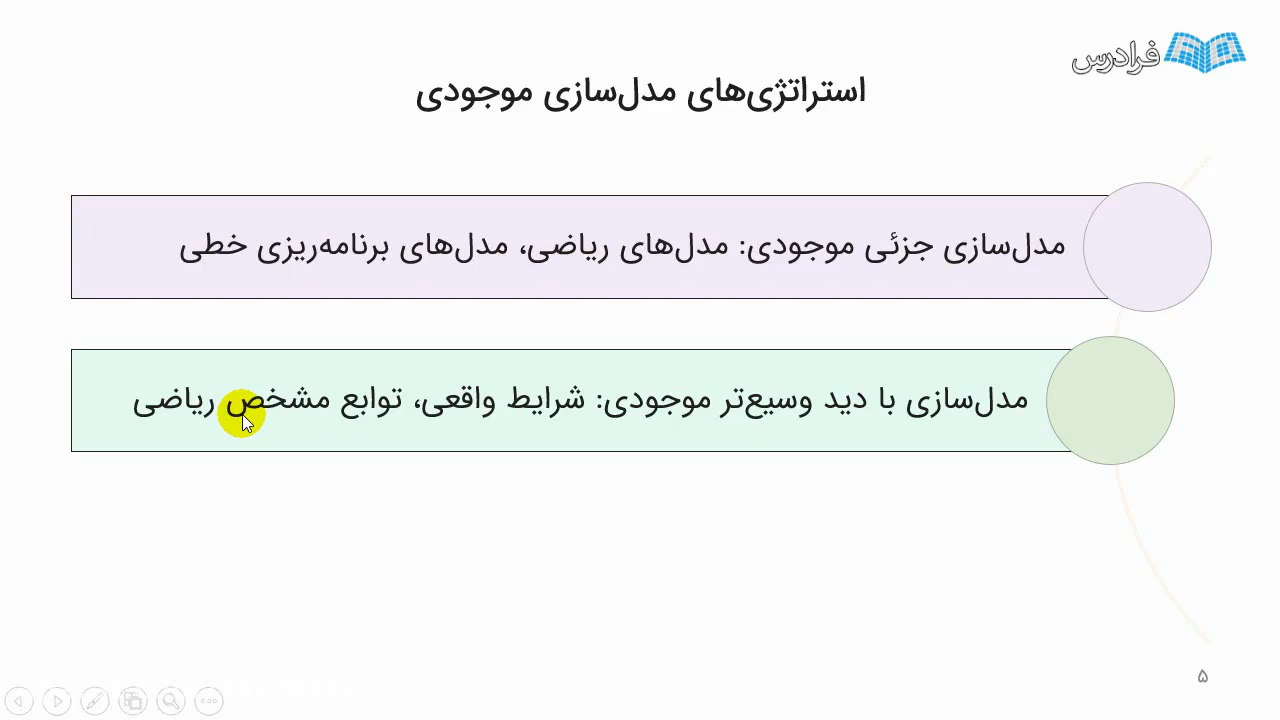 فرادرس
استراتژی‌های مدل‌سازی موجودی
مدل‌سازی جزئی موجودی: مدل‌های ریاضی، مدل‌های برنامه‌ریزی خطی
مدل‌سازی با دید وسیع‌تر موجودی: شرایط واقعی، توابع مشخص ریاضی
۵